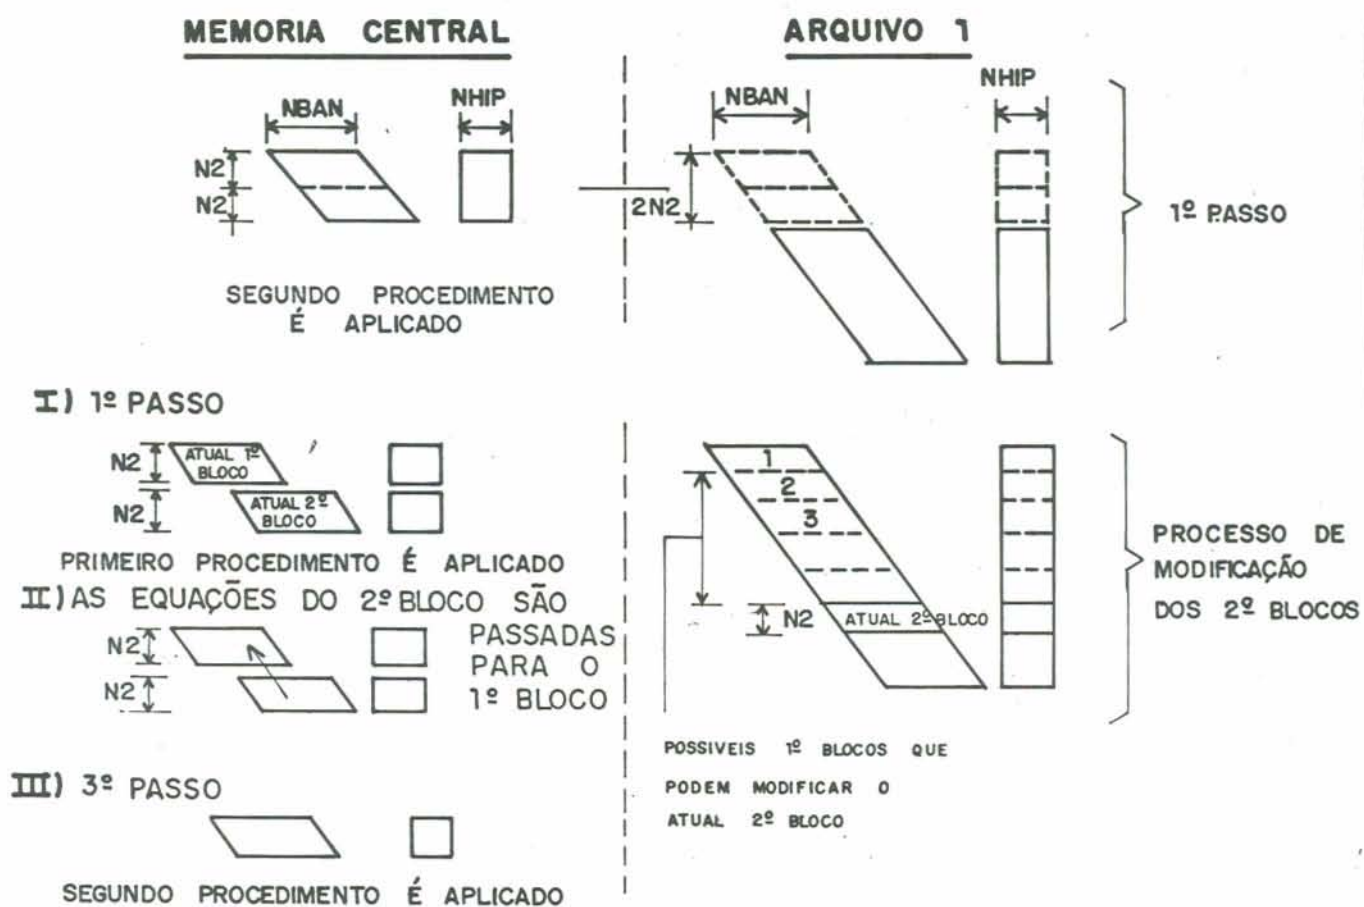 MEMORIA CENTRAL
ARQUIVO 1
NBAN
NHIP
N2
N2
SEGUNDO PROCEDIMENTO
É APLICADO
NBAN
NHIP
2N2
1º PASSO
I) 1º PASSO
N2
ATUAL 1º
BLOCO
N2
ATUAL 2º
BLOCO
PRIMEIRO PROCEDIMENTO É APLICADO
II) AS EQUAÇÕES DO 2º BLOCO SÃO
PASSADAS
PARA O
1º BLOCO
N2
N2
1
2
3
N2
ATUAL 2º BLOCO
PROCESSO DE
MODIFICAÇÃO
DOS 2º BLOCOS
POSSIVEIS 1º BLOCOS QUE
PODEM MODIFICAR O
ATUAL 2º BLOCO
III) 3º PASSO
SEGUNDO PROCEDIMENTO É APLICADO